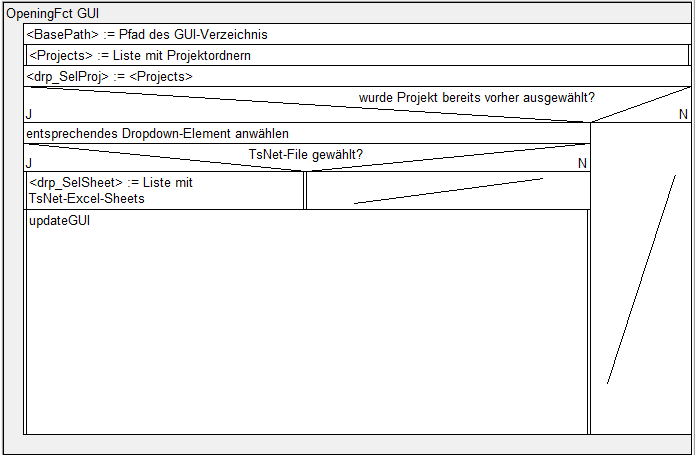 OpeningFct GUI
<BasePath> := Pfad des GUI-Verzeichnis
<Projects> := Liste mit Projektordnern
<drp_SelProj> := <Projects>
wurde Projekt bereits vorher ausgewählt?
J
N
entsprechendes Dropdown-Element anwählen
TsNet-File gewählt?
J
N
<drp_SelSheet> := Liste mit
TsNet-Excel-Sheets
updateGUI